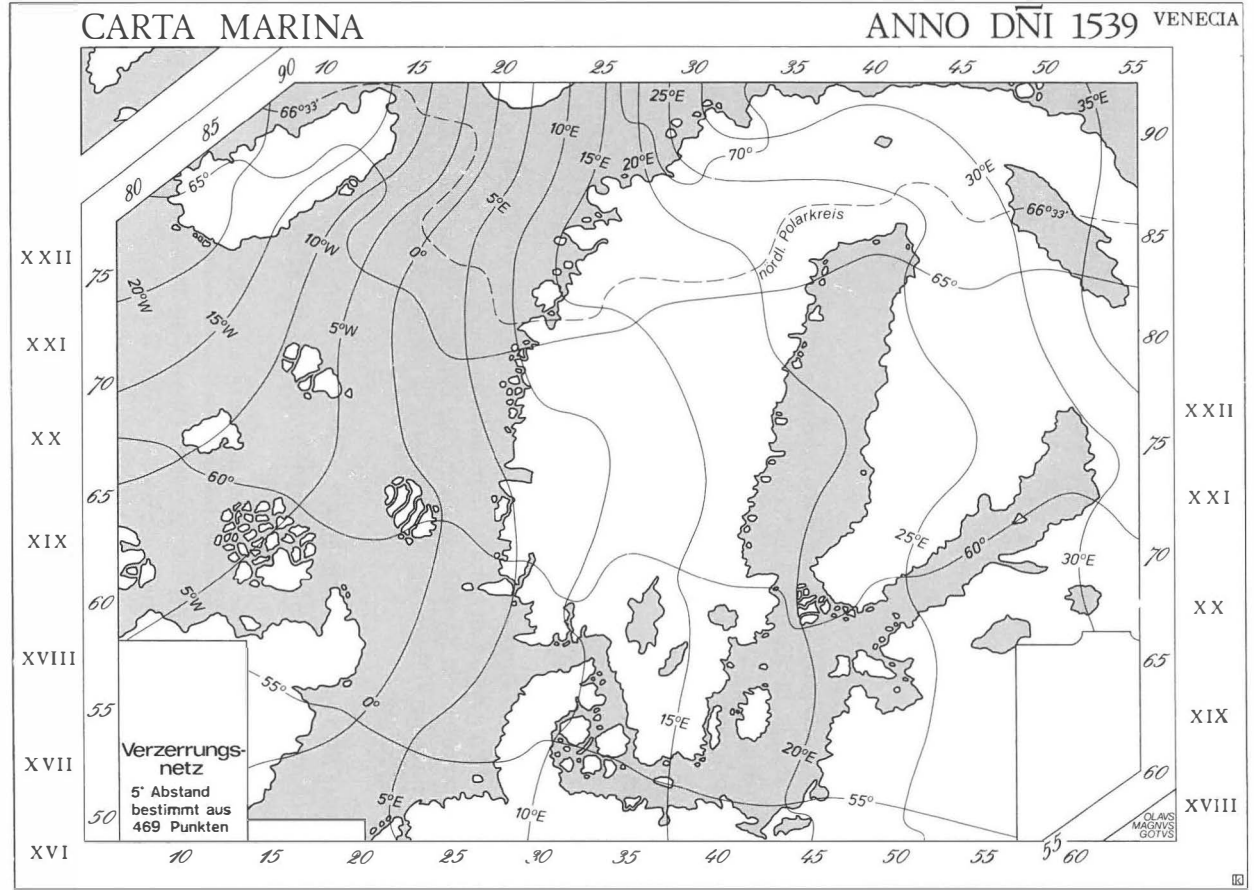 CARTA MARINA
ANNO DN̄I 1539 VENECIA
90 10 15 20 25 30 35 40 45 50 55
85
80
66°33'
65°
25°E
10°E
15°E 20°E
70°
35°E
30°E
5°E
66°33'
nördl. Polarkreis
10°W
0°
65°
20°W
15°W
5°W
60°
25°E
60°
30°E
5°W
55°
0°
15°E
20°E
5°E
10°E
55°
XXII
XXI
XX
XIX
XVIII
XVII
XVI
75
70
65
60
55
50
90
85
80
75
70
65
60
55
XXII
XXI
XX
XIX
XVIII
Verzerrungs-
netz
5° Abstand
bestimmt aus
469 Punkten
OLAVS
MAGNVS
GOTVS
10 15 20 25 30 35 40 45 50 55 60
k